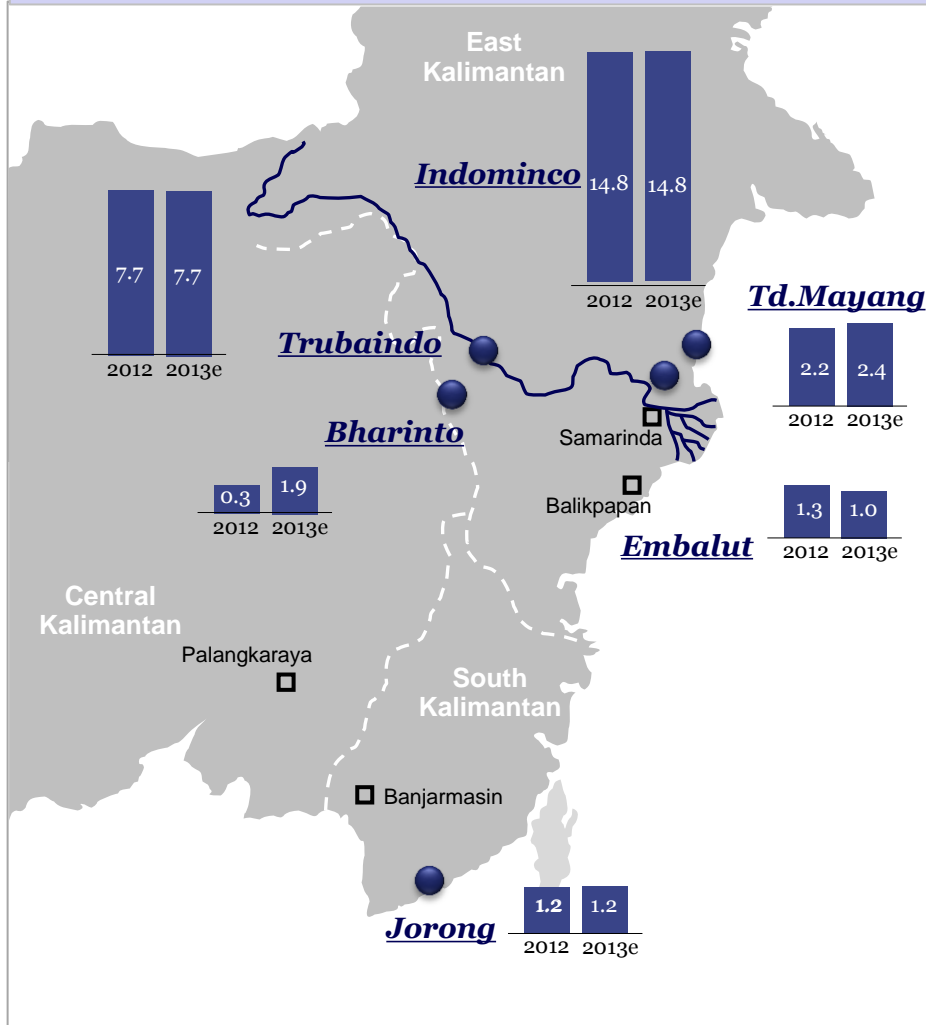 East
Kalimantan
Indominco
14.8
14.8
2012
2013e
7.7
7.7
2012
2013e
Td.Mayang
2.2
2.4
2012
2013e
Trubaindo
Bharinto
Samarinda
Balikpapan
0.3
1.9
2012
2013e
1.3
1.0
2012
2013e
Embalut
Central
Kalimantan
Palangkaraya
South
Kalimantan
Banjarmasin
Jorong
1.2
1.2
2012
2013e